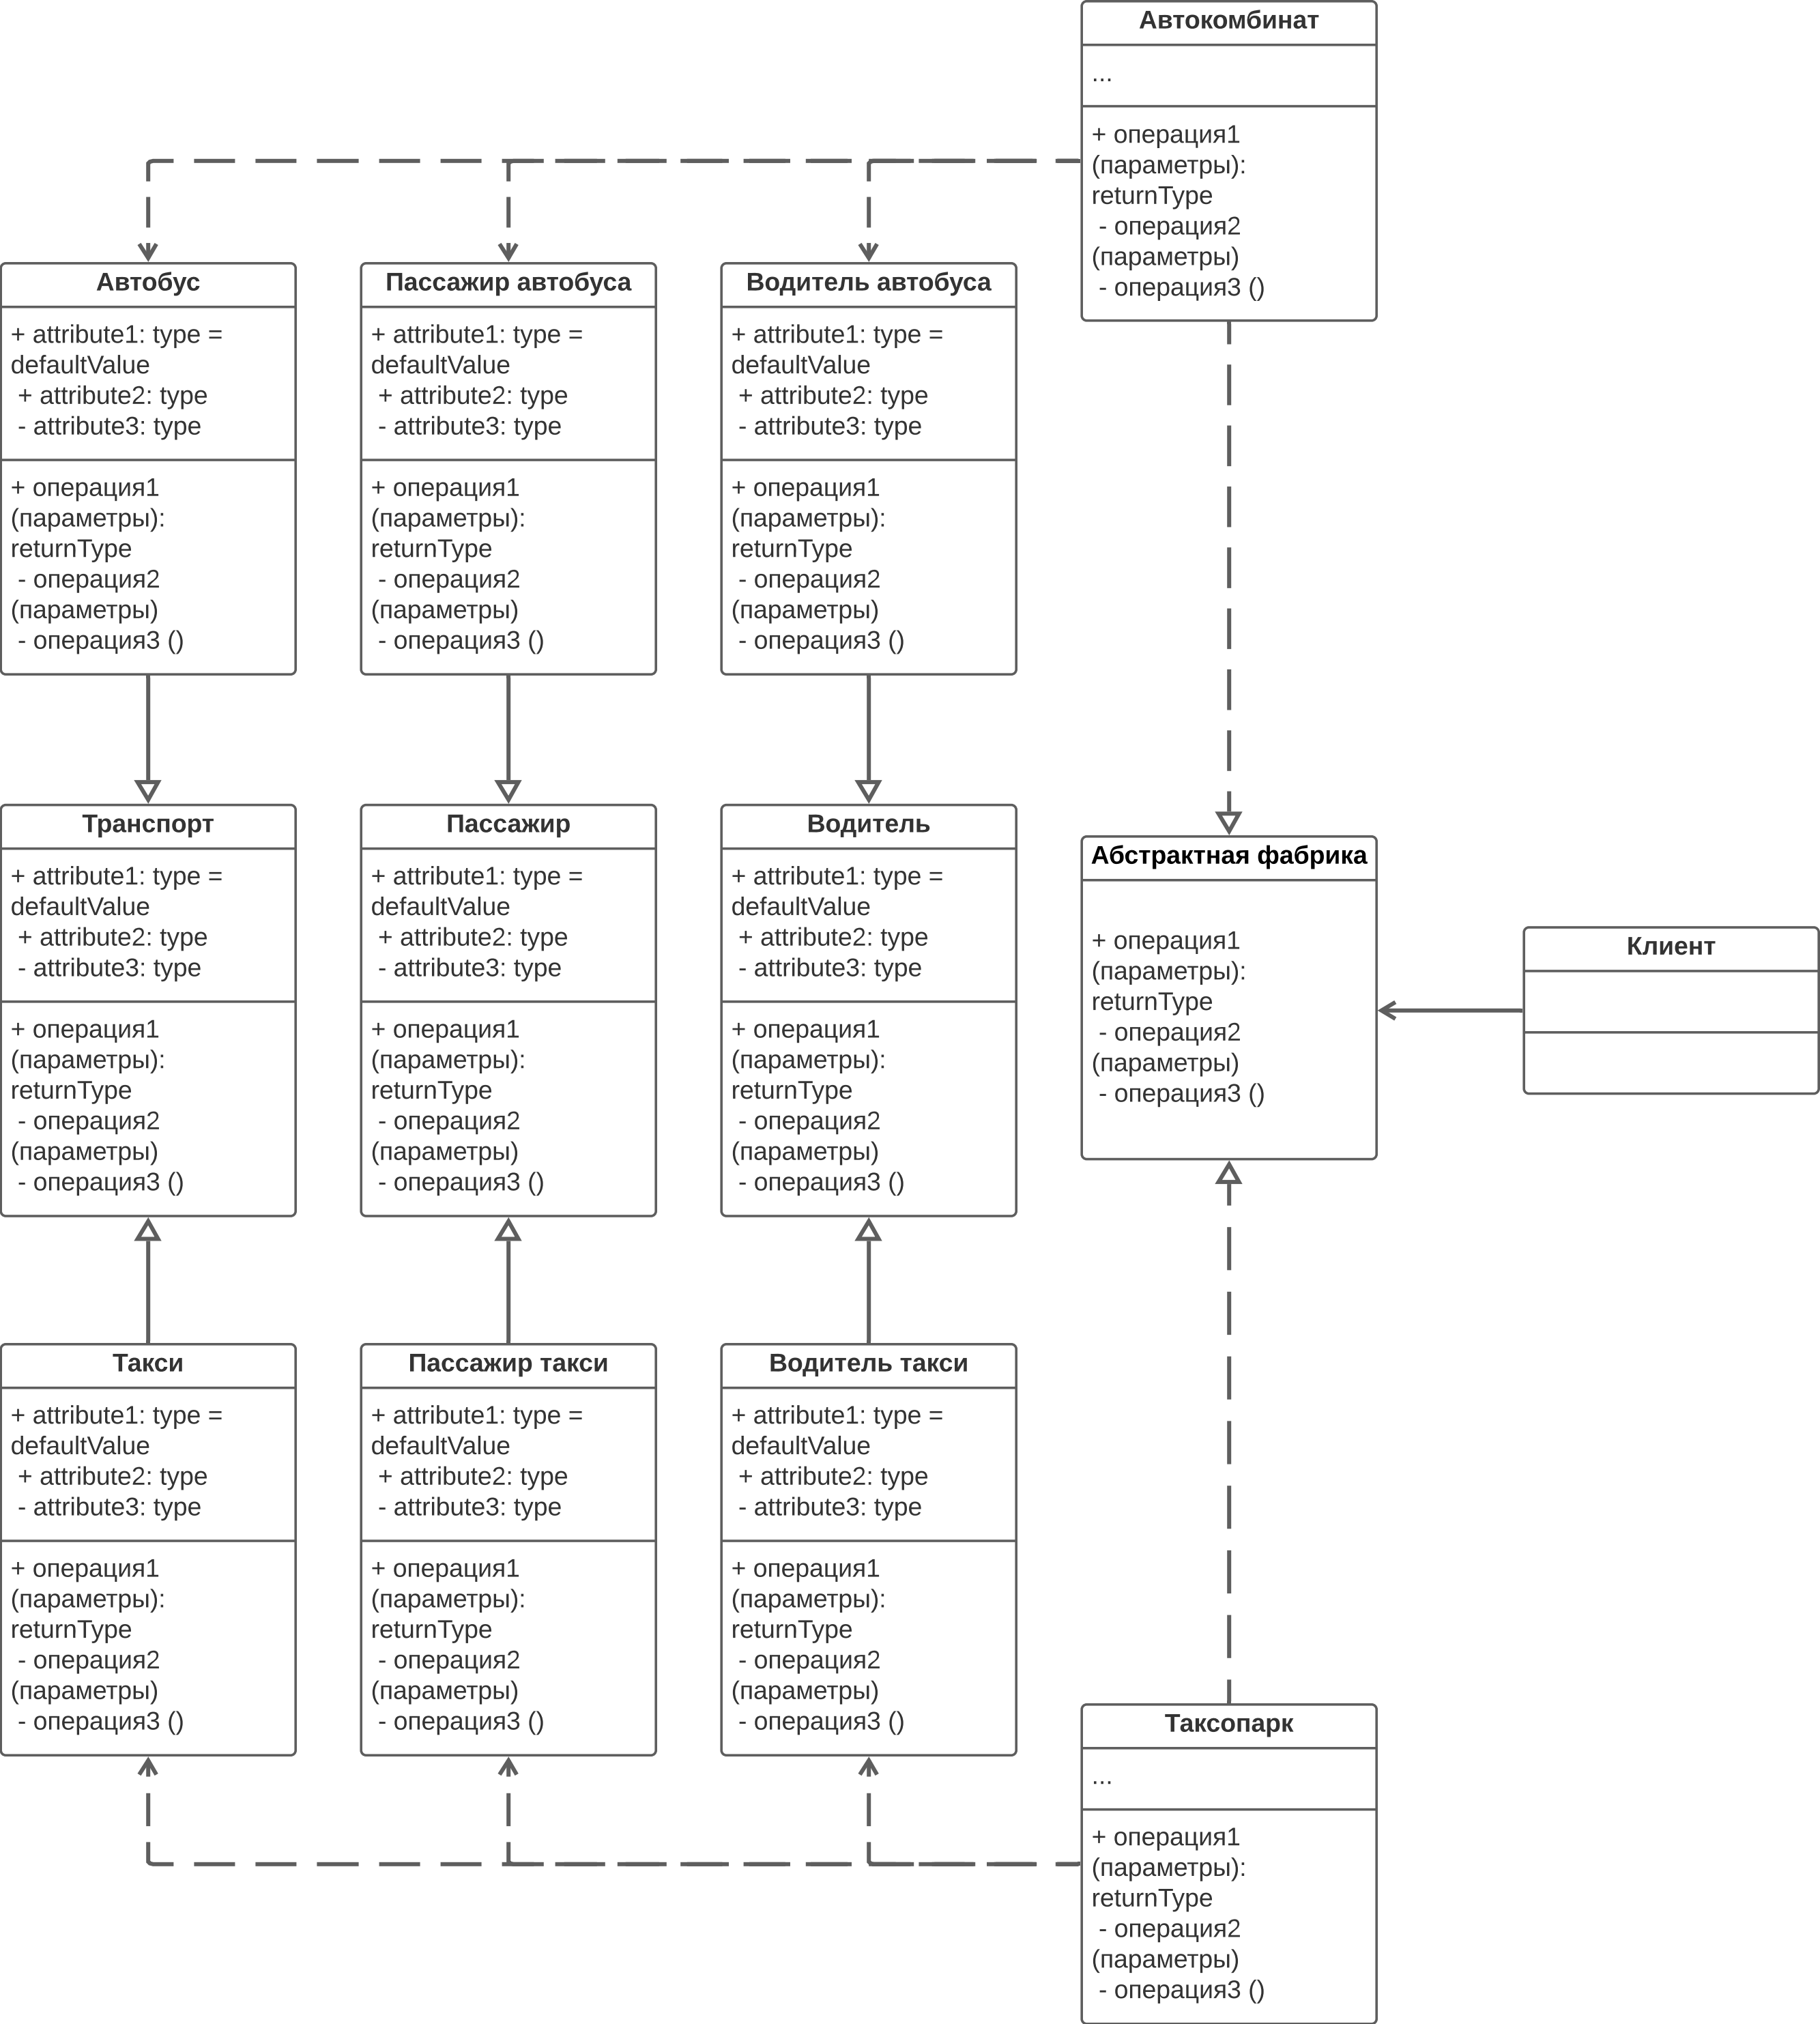 Автокомбинат
...
+ операция1
(параметры):
returnType
- операция2
(параметры)
- операция3 ()
Автобус
+ attribute1: type =
defaultValue
+ attribute2: type
- attribute3: type
+ операция1
(параметры):
returnType
- операция2
(параметры)
- операция3 ()
Пассажир автобуса
+ attribute1: type =
defaultValue
+ attribute2: type
- attribute3: type
+ операция1
(параметры):
returnType
- операция2
(параметры)
- операция3 ()
Водитель автобуса
+ attribute1: type =
defaultValue
+ attribute2: type
- attribute3: type
+ операция1
(параметры):
returnType
- операция2
(параметры)
- операция3 ()
Транспорт
+ attribute1: type =
defaultValue
+ attribute2: type
- attribute3: type
+ операция1
(параметры):
returnType
- операция2
(параметры)
- операция3 ()
Пассажир
+ attribute1: type =
defaultValue
+ attribute2: type
- attribute3: type
+ операция1
(параметры):
returnType
- операция2
(параметры)
- операция3 ()
Водитель
+ attribute1: type =
defaultValue
+ attribute2: type
- attribute3: type
+ операция1
(параметры):
returnType
- операция2
(параметры)
- операция3 ()
Абстрактная фабрика
+ операция1
(параметры):
returnType
- операция2
(параметры)
- операция3 ()
Клиент
Такси
+ attribute1: type =
defaultValue
+ attribute2: type
- attribute3: type
+ операция1
(параметры):
returnType
- операция2
(параметры)
- операция3 ()
Пассажир такси
+ attribute1: type =
defaultValue
+ attribute2: type
- attribute3: type
+ операция1
(параметры):
returnType
- операция2
(параметры)
- операция3 ()
Водитель такси
+ attribute1: type =
defaultValue
+ attribute2: type
- attribute3: type
+ операция1
(параметры):
returnType
- операция2
(параметры)
- операция3 ()
Таксопарк
...
+ операция1
(параметры):
returnType
- операция2
(параметры)
- операция3 ()